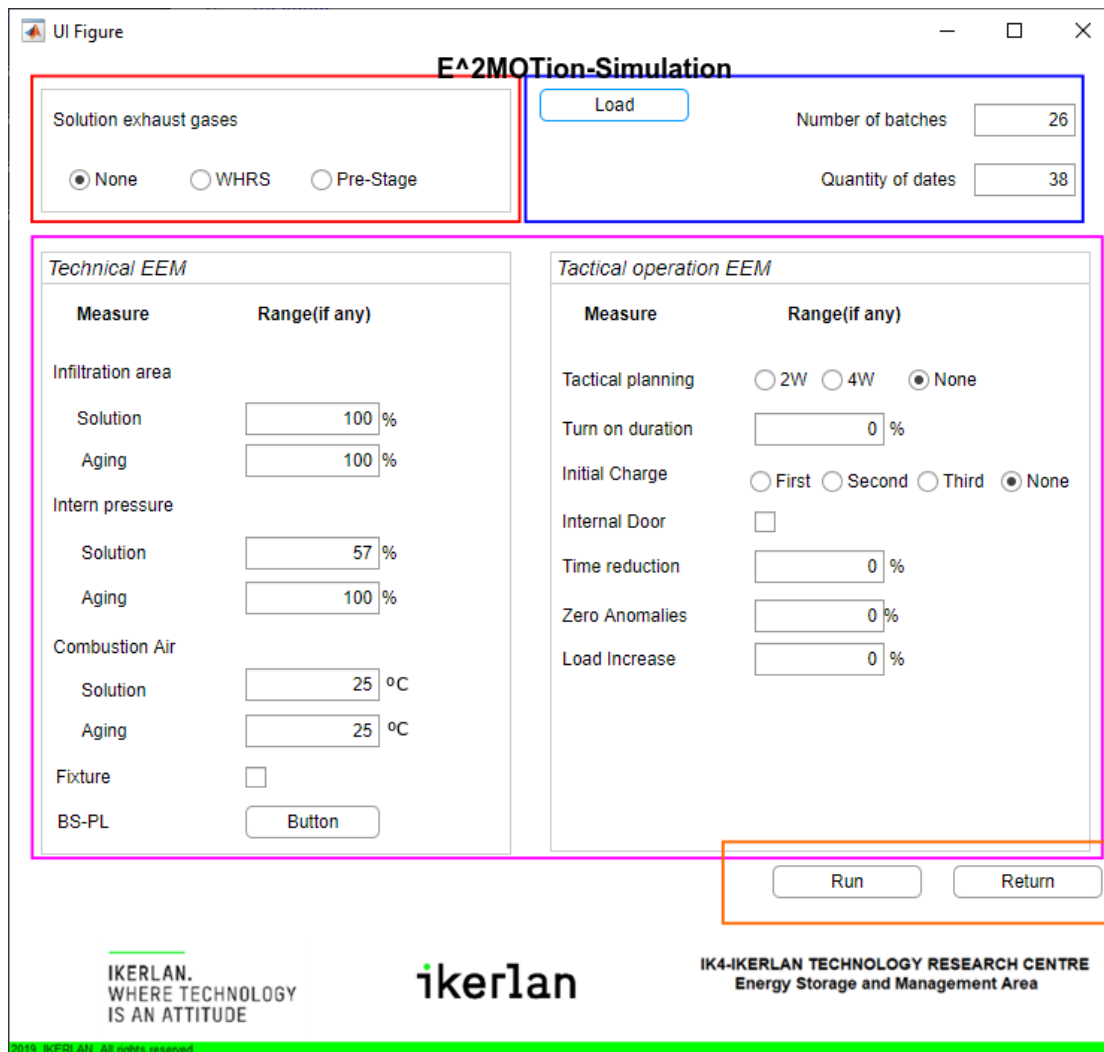 UI Figure
E^2MOTion-Simulation
Solution exhaust gases
None WHRS Pre-Stage
Load
Number of batches 26
Quantity of dates 38
Technical EEM
Measure Range(if any)
Infiltration area
Solution 100 %
Aging 100 %
Intern pressure
Solution 57 %
Aging 100 %
Combustion Air
Solution 25 ºC
Aging 25 ºC
Fixture
BS-PL Button
Tactical operation EEM
Measure Range(if any)
Tactical planning 2W 4W None
Turn on duration 0 %
Initial Charge First Second Third None
Internal Door
Time reduction 0 %
Zero Anomalies 0 %
Load Increase 0 %
Run Return
IKERLAN.
WHERE TECHNOLOGY
IS AN ATTITUDE
ikerlan
IK4-IKERLAN TECHNOLOGY RESEARCH CENTRE
Energy Storage and Management Area
2019. IKERLAN. All rights reserved